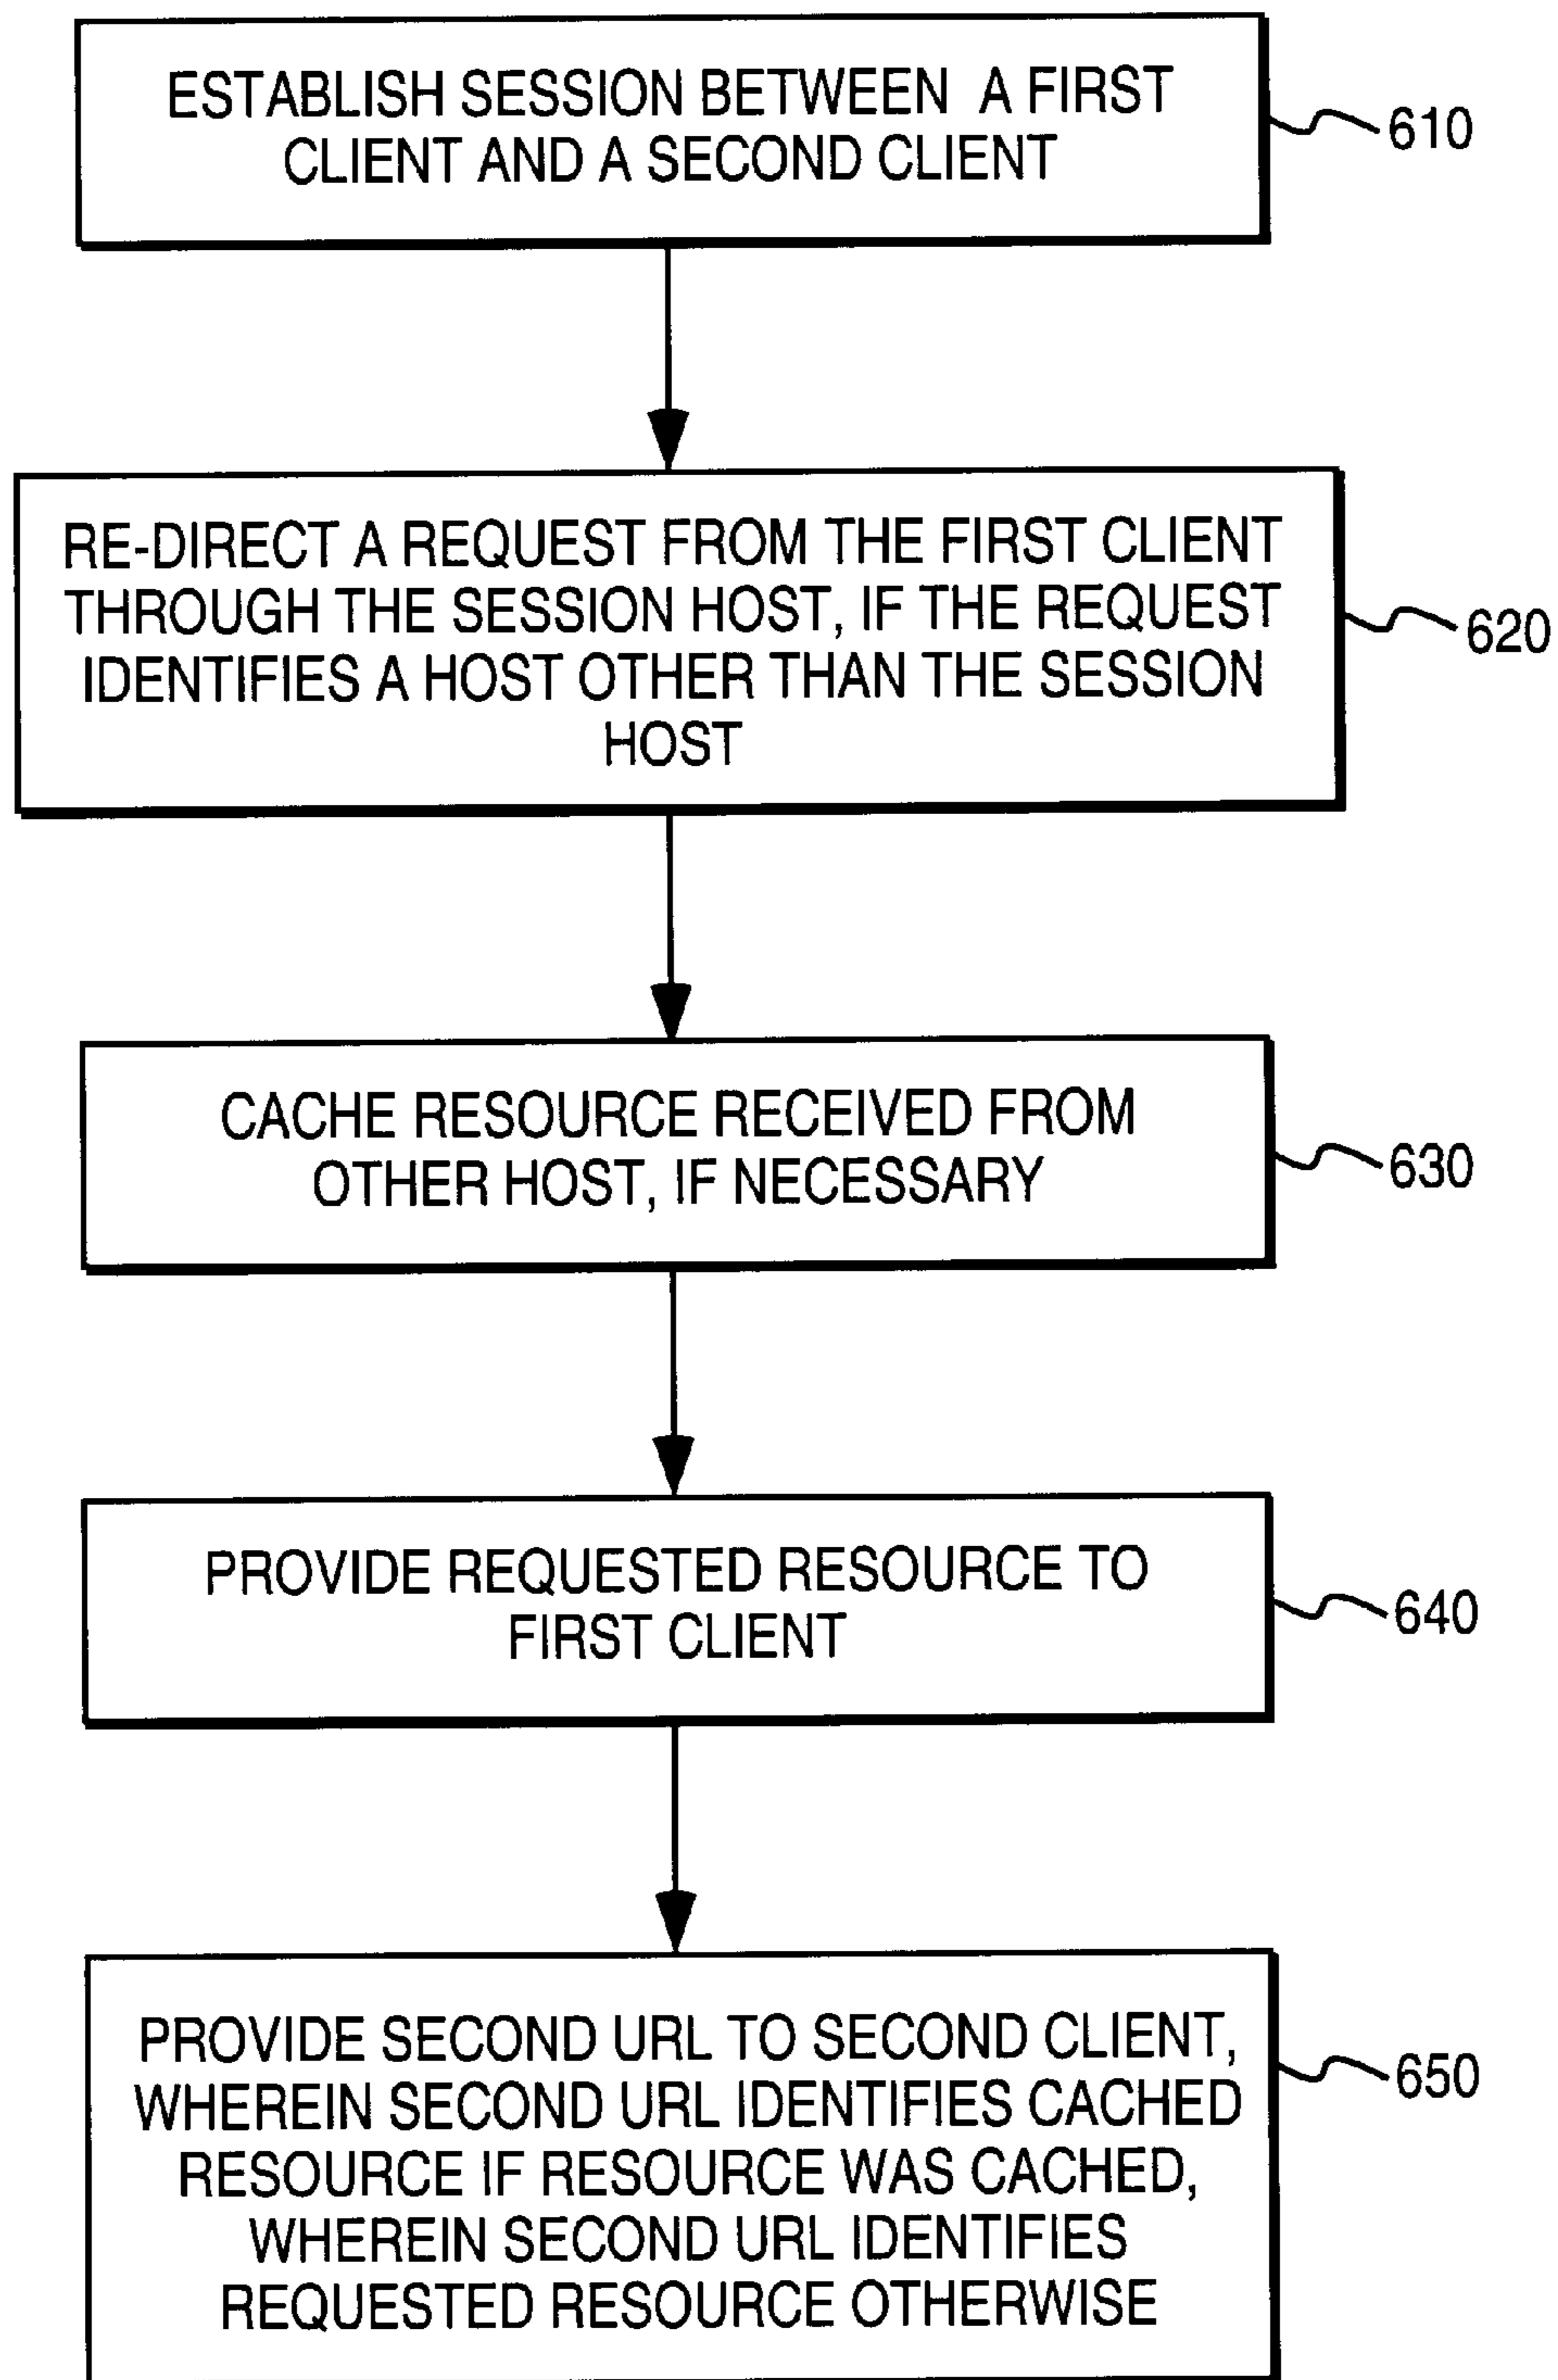 ESTABLISH SESSION BETWEEN A FIRST
CLIENT AND A SECOND CLIENT
610
RE-DIRECT A REQUEST FROM THE FIRST CLIENT
THROUGH THE SESSION HOST, IF THE REQUEST
IDENTIFIES A HOST OTHER THAN THE SESSION
HOST
620
CACHE RESOURCE RECEIVED FROM
OTHER HOST, IF NECESSARY
630
PROVIDE REQUESTED RESOURCE TO
FIRST CLIENT
640
PROVIDE SECOND URL TO SECOND CLIENT,
WHEREIN SECOND URL IDENTIFIES CACHED
RESOURCE IF RESOURCE WAS CACHED,
WHEREIN SECOND URL IDENTIFIES
REQUESTED RESOURCE OTHERWISE
650